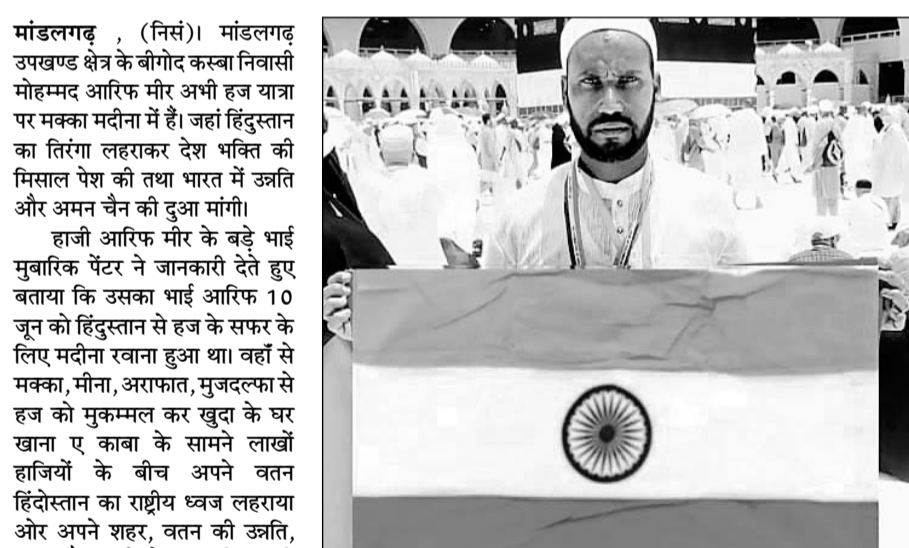 मांडलगढ़ , (निसं)। मांडलगढ़
उपखण्ड क्षेत्र के बीगोद कस्बा निवासी
मोहम्मद आरिफ मीर अभी हज यात्रा
पर मक्का मदीना में हैं। जहां हिंदुस्तान
का तिरंगा लहराकर देश भक्ति की
मिसाल पेश की तथा भारत में उन्नति
और अमन चैन की दुआ मांगी।
हाजी आरिफ मीर के बड़े भाई
मुबारिक पेंटर ने जानकारी देते हुए
बताया कि उसका भाई आरिफ 10
जून को हिंदुस्तान से हज के सफर के
लिए मदीना रवाना हुआ था। वहाँ से
मक्का, मीना, अराफात, मुजदल्फा से
हज को मुकम्मल कर खुदा के घर
खाना ए काबा के सामने लाखों
हाजियों के बीच अपने वतन
हिंदोस्तान का राष्ट्रीय ध्वज लहराया
ओर अपने शहर, वतन की उन्नति,